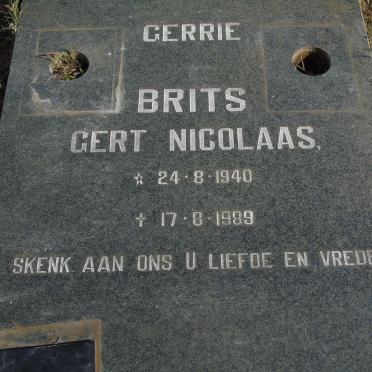 GERRIE
BRITS
GERT NICOLAAS,
☆ 24·8·1940
✝ 17·8·1989
SKENK AAN ONS U LIEFDE EN VREDE